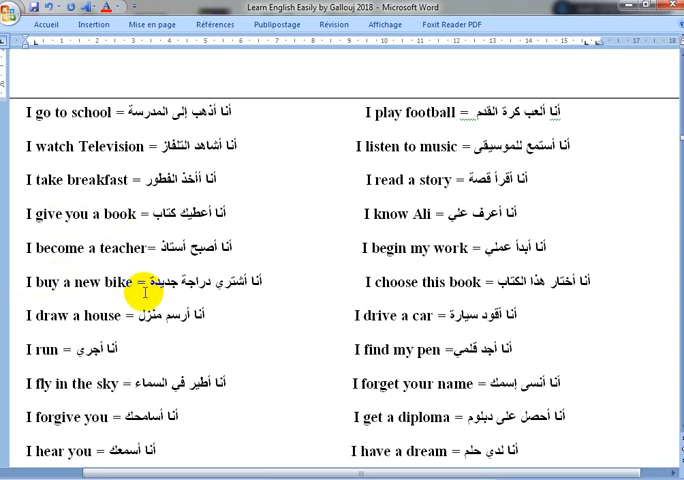 Learn English Easily by Gallouj 2018 - Microsoft Word
Accueil Insertion Mise en page Références Publipostage Révision Affichage Foxit Reader PDF
I go to school = أنا أذهب إلى المدرسة
I play football = أنا ألعب كرة القدم
I watch Television = أنا أشاهد التلفاز
I listen to music = أنا أستمع للموسيقى
I take breakfast = أنا أأخذ الفطور
I read a story = أنا أقرأ قصة
I give you a book = أنا أعطيك كتاب
I know Ali = أنا أعرف علي
I become a teacher= أنا أصبح أستاذ
I begin my work = أنا أبدأ عملي
I buy a new bike = أنا أشتري دراجة جديدة
I choose this book = أنا أختار هذا الكتاب
I draw a house = أنا أرسم منزل
I drive a car = أنا أقود سيارة
I run = أنا أجري
I find my pen =أنا أجد قلمي
I fly in the sky = أنا أطير في السماء
I forget your name = أنا أنسى إسمك
I forgive you = أنا أسامحك
I get a diploma = أنا أحصل على دبلوم
I hear you = أنا أسمعك
I have a dream = أنا لدي حلم